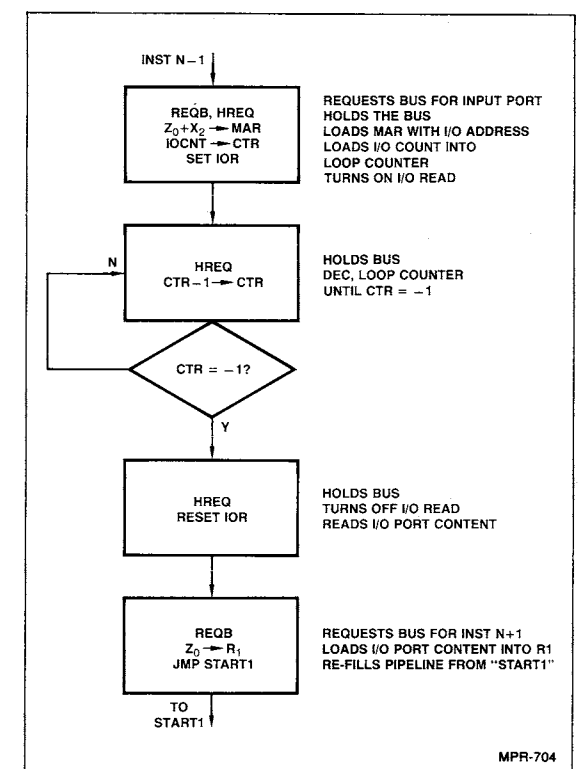 INST N−1
REQB, HREQ
Z₀+X₂ → MAR
IOCNT → CTR
SET IOR
REQUESTS BUS FOR INPUT PORT
HOLDS THE BUS
LOADS MAR WITH I/O ADDRESS
LOADS I/O COUNT INTO
LOOP COUNTER
TURNS ON I/O READ
N
HREQ
CTR−1 → CTR
HOLDS BUS
DEC, LOOP COUNTER
UNTIL CTR = −1
CTR = −1?
Y
HREQ
RESET IOR
HOLDS BUS
TURNS OFF I/O READ
READS I/O PORT CONTENT
REQB
Z₀ → R₁
JMP START1
REQUESTS BUS FOR INST N+1
LOADS I/O PORT CONTENT INTO R1
RE-FILLS PIPELINE FROM "START1"
TO
START1
MPR-704